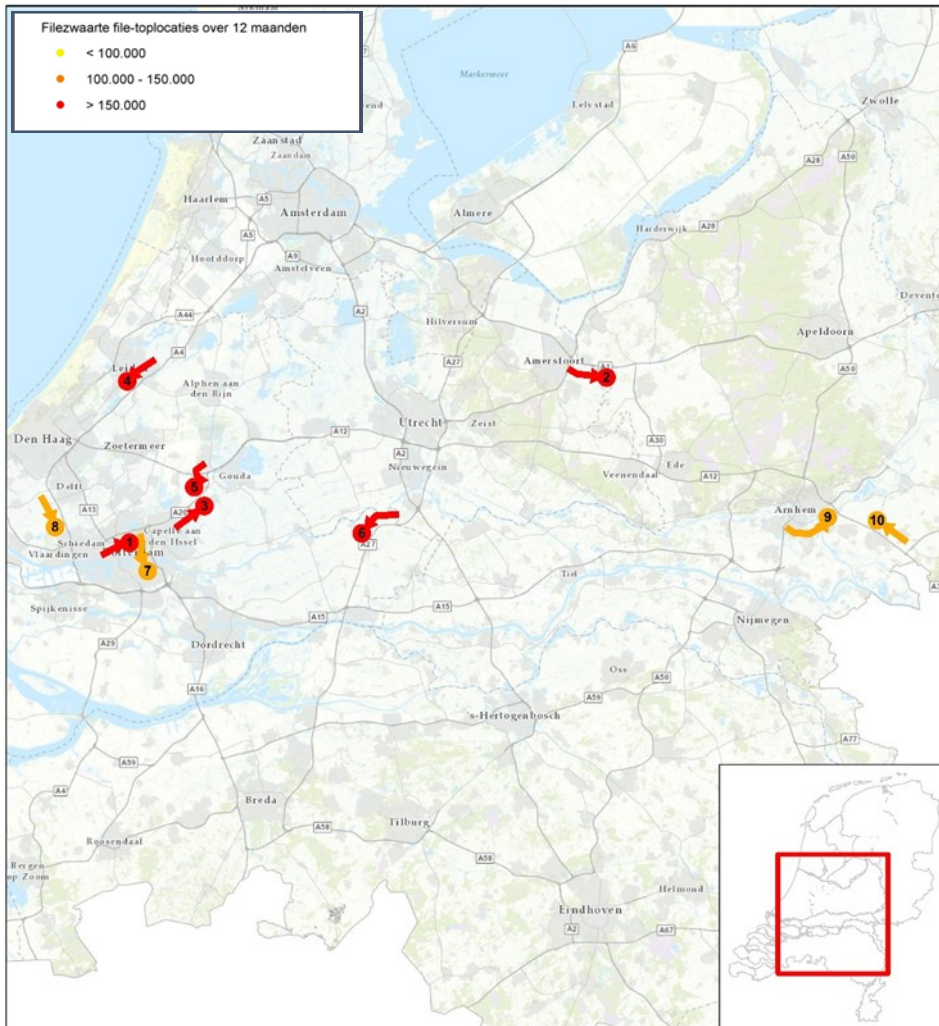 Filezwaarte file-toplocaties over 12 maanden
< 100.000
100.000 - 150.000
> 150.000
Markermeer
A6
Lelystad
Zwolle
Zaanstad
Zaandam
A28
A50
Haarlem
A5
Amsterdam
Almere
A5
A28
Harderwijk
Hoofddorp
A9
Amstelveen
Deventer
A44
A2
Hilversum
Apeldoorn
A4
A27
Amersfoort
A1
A50
4
2
Alphen aan
den Rijn
Den Haag
Zoetermeer
A12
Utrecht
Zeist
A2
A30
Nieuwegein
Gouda
Veenendaal
Ede
A12
5
Delft
A13
3
A20
Arnhem
8
9
10
Schiedam
Capelle aan
den IJssel
6
Vlaardingen
1
A27
7
Tiel
Spijkenisse
A15
A15
Nijmegen
A29
Dordrecht
Oss
A50
A16
A59
's-Hertogenbosch
A77
A59
A4
Breda
Tilburg
A58
Roosendaal
A58
Bergen
op Zoom
Helmond
Eindhoven
A2
A67